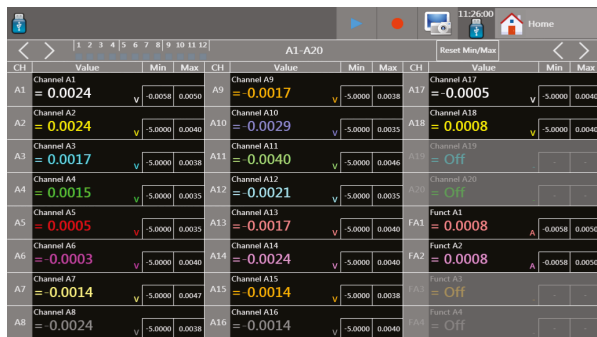 11:26:00
Home
1 2 3 4 5 6 7 8 9 10 11 12
A1-A20
Reset Min/Max
CH Value Min Max CH Value Min Max CH Value Min Max
A1 Channel A1 = 0.0024 V -0.0058 0.0050
A9 Channel A9 =-0.0017 V -5.0000 0.0038
A17 Channel A17 =-0.0005 V -5.0000 0.0040
A2 Channel A2 = 0.0024 V -5.0000 0.0040
A10 Channel A10 =-0.0029 V -5.0000 0.0035
A18 Channel A18 = 0.0008 V -5.0000 0.0040
A3 Channel A3 = 0.0017 V -5.0000 0.0038
A11 Channel A11 =-0.0040 V -5.0000 0.0046
A19 Channel A19 = Off - -
A4 Channel A4 = 0.0015 V -5.0000 0.0035
A12 Channel A12 =-0.0021 V -5.0000 0.0035
A20 Channel A20 = Off - -
A5 Channel A5 = 0.0005 V -5.0000 0.0035
A13 Channel A13 =-0.0017 V -5.0000 0.0040
FA1 Funct A1 = 0.0008 A -0.0058 0.0050
A6 Channel A6 =-0.0003 V -5.0000 0.0040
A14 Channel A14 =-0.0024 V -5.0000 0.0040
FA2 Funct A2 = 0.0008 A -0.0058 0.0050
A7 Channel A7 =-0.0014 V -5.0000 0.0047
A15 Channel A15 =-0.0014 V -5.0000 0.0038
FA3 Funct A3 = Off - -
A8 Channel A8 =-0.0024 V -5.0000 0.0038
A16 Channel A16 =-0.0014 V -5.0000 0.0040
FA4 Funct A4 = Off - -